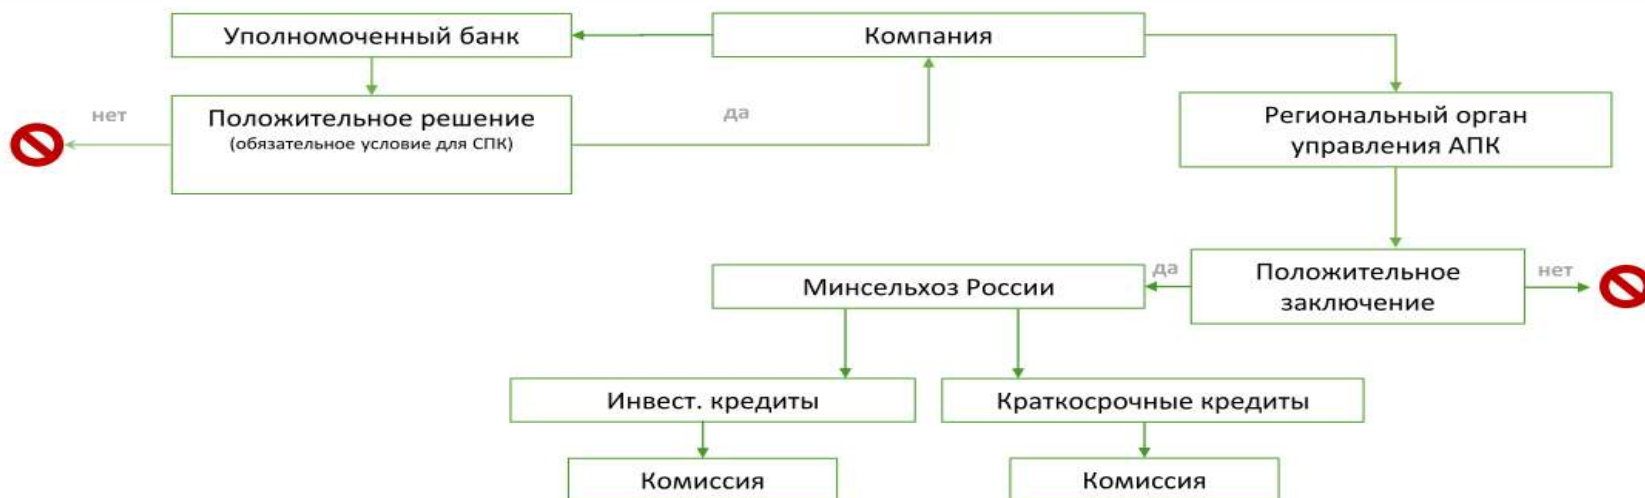 Уполномоченный банк
Компания
нет
Положительное решение
(обязательное условие для СПК)
да
Региональный орган
управления АПК
Минсельхоз России
да
Положительное
заключение
нет
Инвест. кредиты
Краткосрочные кредиты
Комиссия
Комиссия